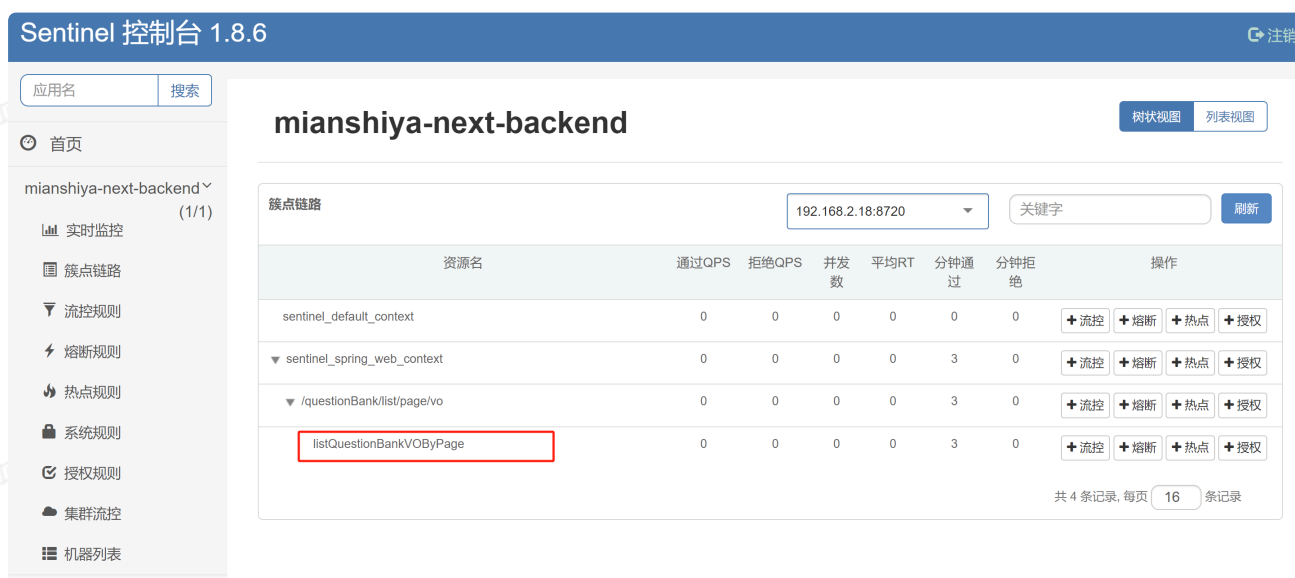 Sentinel 控制台 1.8.6
注销
应用名 搜索
首页
mianshiya-next-backend
(1/1)
实时监控
簇点链路
流控规则
熔断规则
热点规则
系统规则
授权规则
集群流控
机器列表
mianshiya-next-backend
树状视图 列表视图
簇点链路 192.168.2.18:8720 关键字 刷新
资源名 通过QPS 拒绝QPS 并发数 平均RT 分钟通过 分钟拒绝 操作
sentinel_default_context 0 0 0 0 0 0 流控 熔断 热点 授权
sentinel_spring_web_context 0 0 0 0 3 0 流控 熔断 热点 授权
/questionBank/list/page/vo 0 0 0 0 3 0 流控 熔断 热点 授权
listQuestionBankVOByPage 0 0 0 0 3 0 流控 熔断 热点 授权
共 4 条记录, 每页 16 条记录